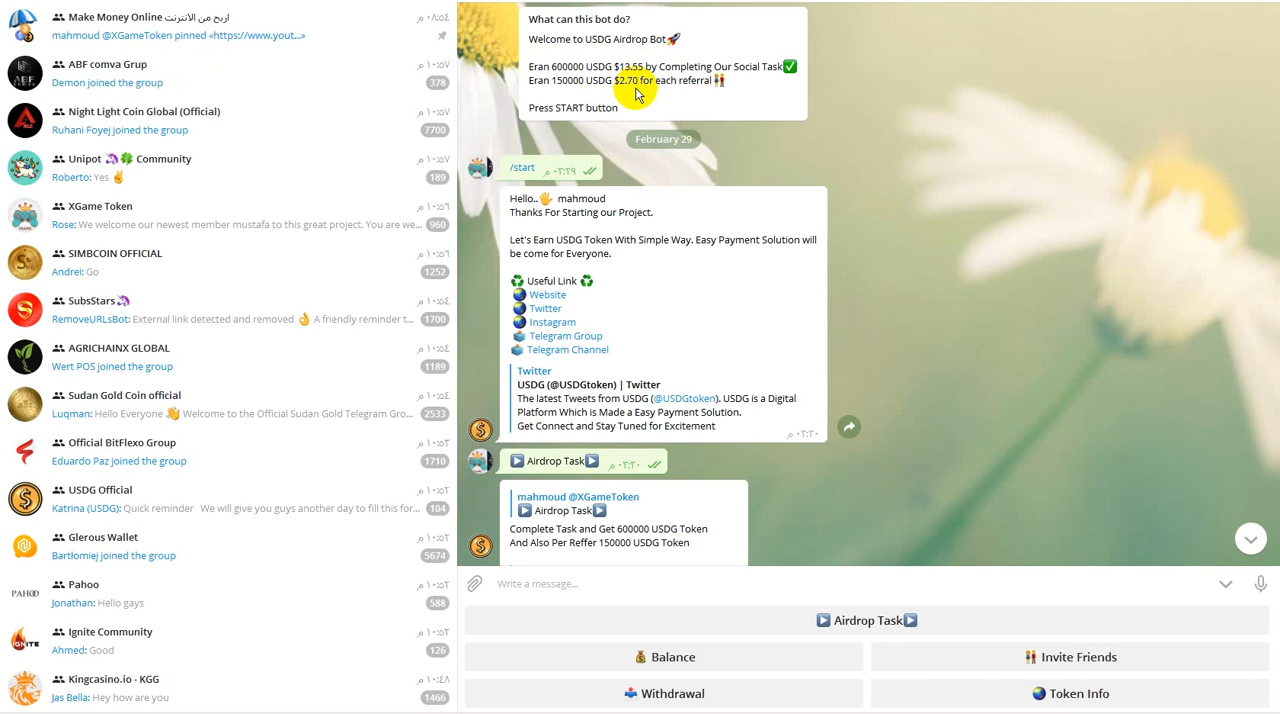 Make Money Online اربح من الانترنت
٠٨:٥٤ م
mahmoud @XGameToken pinned «https://www.yout...»
ABF comva Grup
١٠:٥٧ م
Demon joined the group
378
Night Light Coin Global (Official)
١٠:٥٧ م
Ruhani Foyej joined the group
7700
Unipot 🦄🍀 Community
١٠:٥٧ م
Roberto: Yes ✌
189
XGame Token
١٠:٥٦ م
Rose: We welcome our newest member mustafa to this great project. You are we...
960
SIMBCOIN OFFICIAL
١٠:٥٦ م
Andrei: Go
1252
SubsStars🦄
١٠:٥٤ م
RemoveURLsBot: External link detected and removed 👌 A friendly reminder t...
1700
AGRICHAINX GLOBAL
١٠:٥٤ م
Wert POS joined the group
1189
Sudan Gold Coin official
١٠:٥٤ م
Luqman: Hello Everyone 👋 Welcome to the Official Sudan Gold Telegram Gro...
2533
Official BitFlexo Group
١٠:٥٣ م
Eduardo Paz joined the group
1710
USDG Official
١٠:٥٣ م
Katrina (USDG): Quick reminder We will give you guys another day to fill this for...
104
Glerous Wallet
١٠:٥٣ م
Bartłomiej joined the group
5674
PAHOO
Pahoo
١٠:٥٣ م
Jonathan: Hello gays
588
IGNITE
Ignite Community
١٠:٥٣ م
Ahmed: Good
126
Kingcasino.io - KGG
١٠:٤٨ م
Jas Bella: Hey how are you
1466
What can this bot do?
Welcome to USDG Airdrop Bot🚀
Eran 600000 USDG $13.55 by Completing Our Social Task✅
Eran 150000 USDG $2.70 for each referral👫
Press START button
February 29
/start
٠٣:٢٩ م
Hello..🖐 mahmoud
Thanks For Starting our Project.
Let's Earn USDG Token With Simple Way. Easy Payment Solution will
be come for Everyone.
♻ Useful Link ♻
🌏 Website
🌏 Twitter
🌏 Instagram
🗳 Telegram Group
🗳 Telegram Channel
Twitter
USDG (@USDGtoken) | Twitter
The latest Tweets from USDG (@USDGtoken). USDG is a Digital
Platform Which is Made a Easy Payment Solution.
Get Connect and Stay Tuned for Excitement
٠٣:٣٠ م
▶ Airdrop Task▶
٠٣:٣٠ م
mahmoud @XGameToken
▶ Airdrop Task▶
Complete Task and Get 600000 USDG Token
And Also Per Reffer 150000 USDG Token
Write a message...
▶ Airdrop Task▶
💰 Balance
👫 Invite Friends
📤 Withdrawal
🌏 Token Info